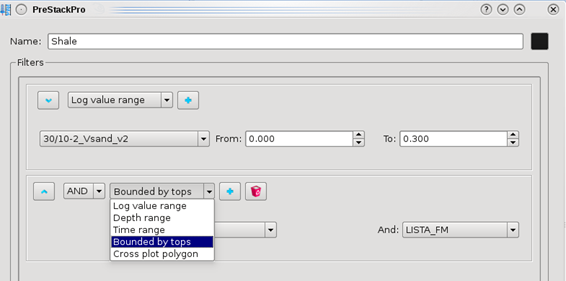 PreStackPro
Name: Shale
Filters
Log value range
30/10-2_Vsand_v2 From: 0.000 To: 0.300
AND Bounded by tops
Log value range
Depth range
Time range
Bounded by tops
Cross plot polygon
And: LISTA_FM